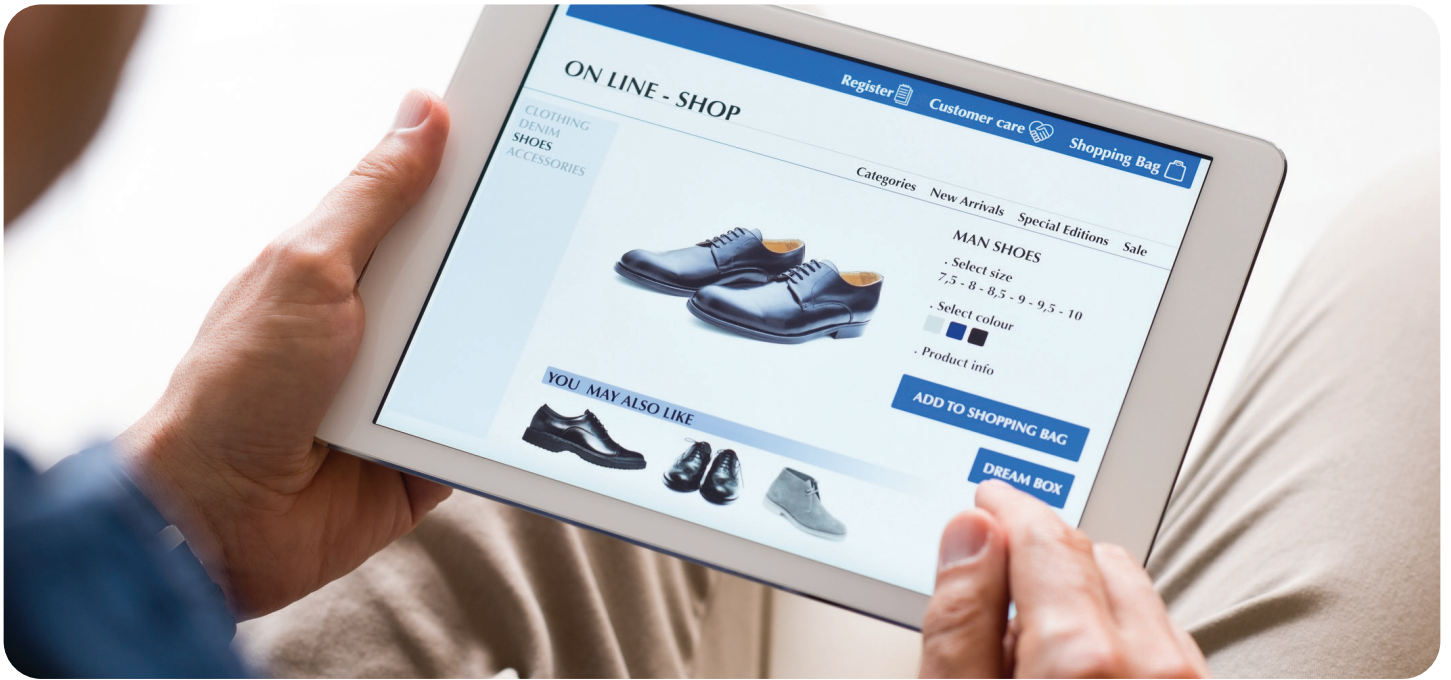 Register
Customer care
Shopping Bag
ON LINE - SHOP
Categories
New Arrivals
Special Editions
Sale
CLOTHING
DENIM
SHOES
ACCESSORIES
MAN SHOES
. Select size
7,5 - 8 - 8,5 - 9 - 9,5 - 10
. Select colour
. Product info
ADD TO SHOPPING BAG
DREAM BOX
YOU MAY ALSO LIKE